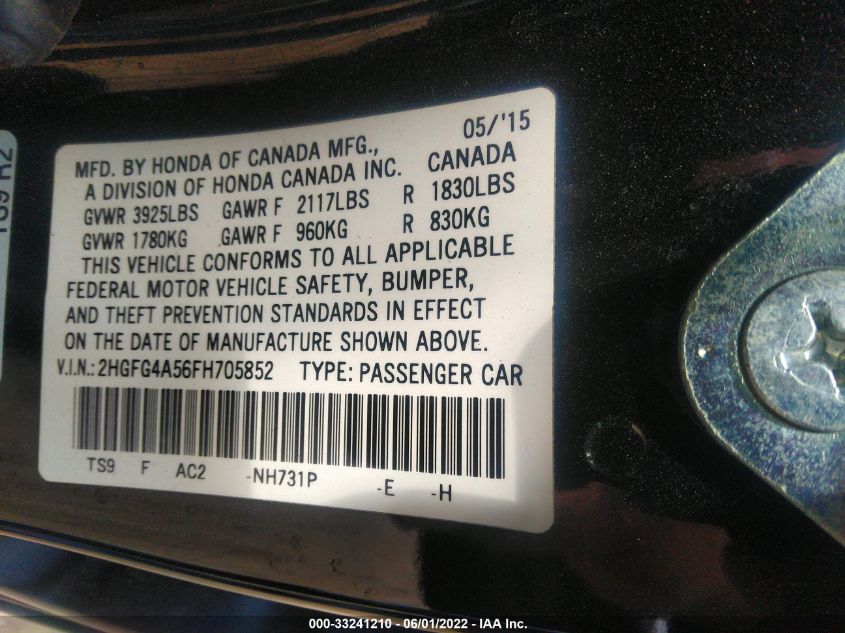 05/'15
MFD. BY HONDA OF CANADA MFG.,
A DIVISION OF HONDA CANADA INC. CANADA
GVWR 3925LBS GAWR F 2117LBS R 1830LBS
GVWR 1780KG GAWR F 960KG R 830KG
THIS VEHICLE CONFORMS TO ALL APPLICABLE
FEDERAL MOTOR VEHICLE SAFETY, BUMPER,
AND THEFT PREVENTION STANDARDS IN EFFECT
ON THE DATE OF MANUFACTURE SHOWN ABOVE.
V.I.N.: 2HGFG4A56FH705852 TYPE: PASSENGER CAR
TS9 F AC2 -NH731P -E -H
000-33241210 - 06/01/2022 - IAA Inc.